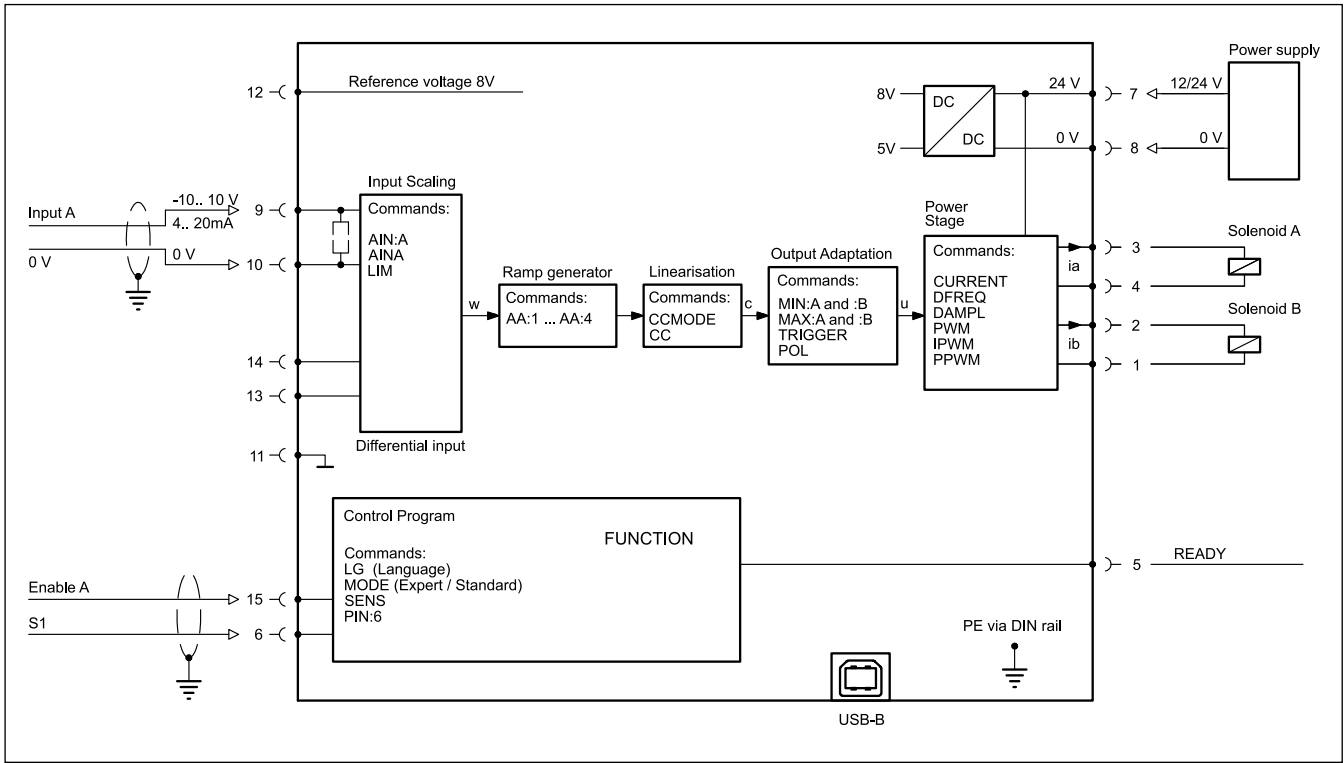 Power supply
12
Reference voltage 8V
8V
DC
DC
5V
24 V
7
12/24 V
0 V
8
0 V
Input A
-10.. 10 V
4.. 20mA
9
0 V
0 V
10
Input Scaling
Commands:
AIN:A
AINA
LIM
14
13
Differential input
11
w
Ramp generator
Commands:
AA:1 ... AA:4
Linearisation
Commands:
CCMODE
CC
c
Output Adaptation
Commands:
MIN:A and :B
MAX:A and :B
TRIGGER
POL
u
Power
Stage
Commands:
CURRENT
DFREQ
DAMPL
PWM
IPWM
PPWM
ia
3
4
Solenoid A
ib
2
1
Solenoid B
Control Program
FUNCTION
Commands:
LG (Language)
MODE (Expert / Standard)
SENS
PIN:6
Enable A
15
S1
6
5
READY
PE via DIN rail
USB-B